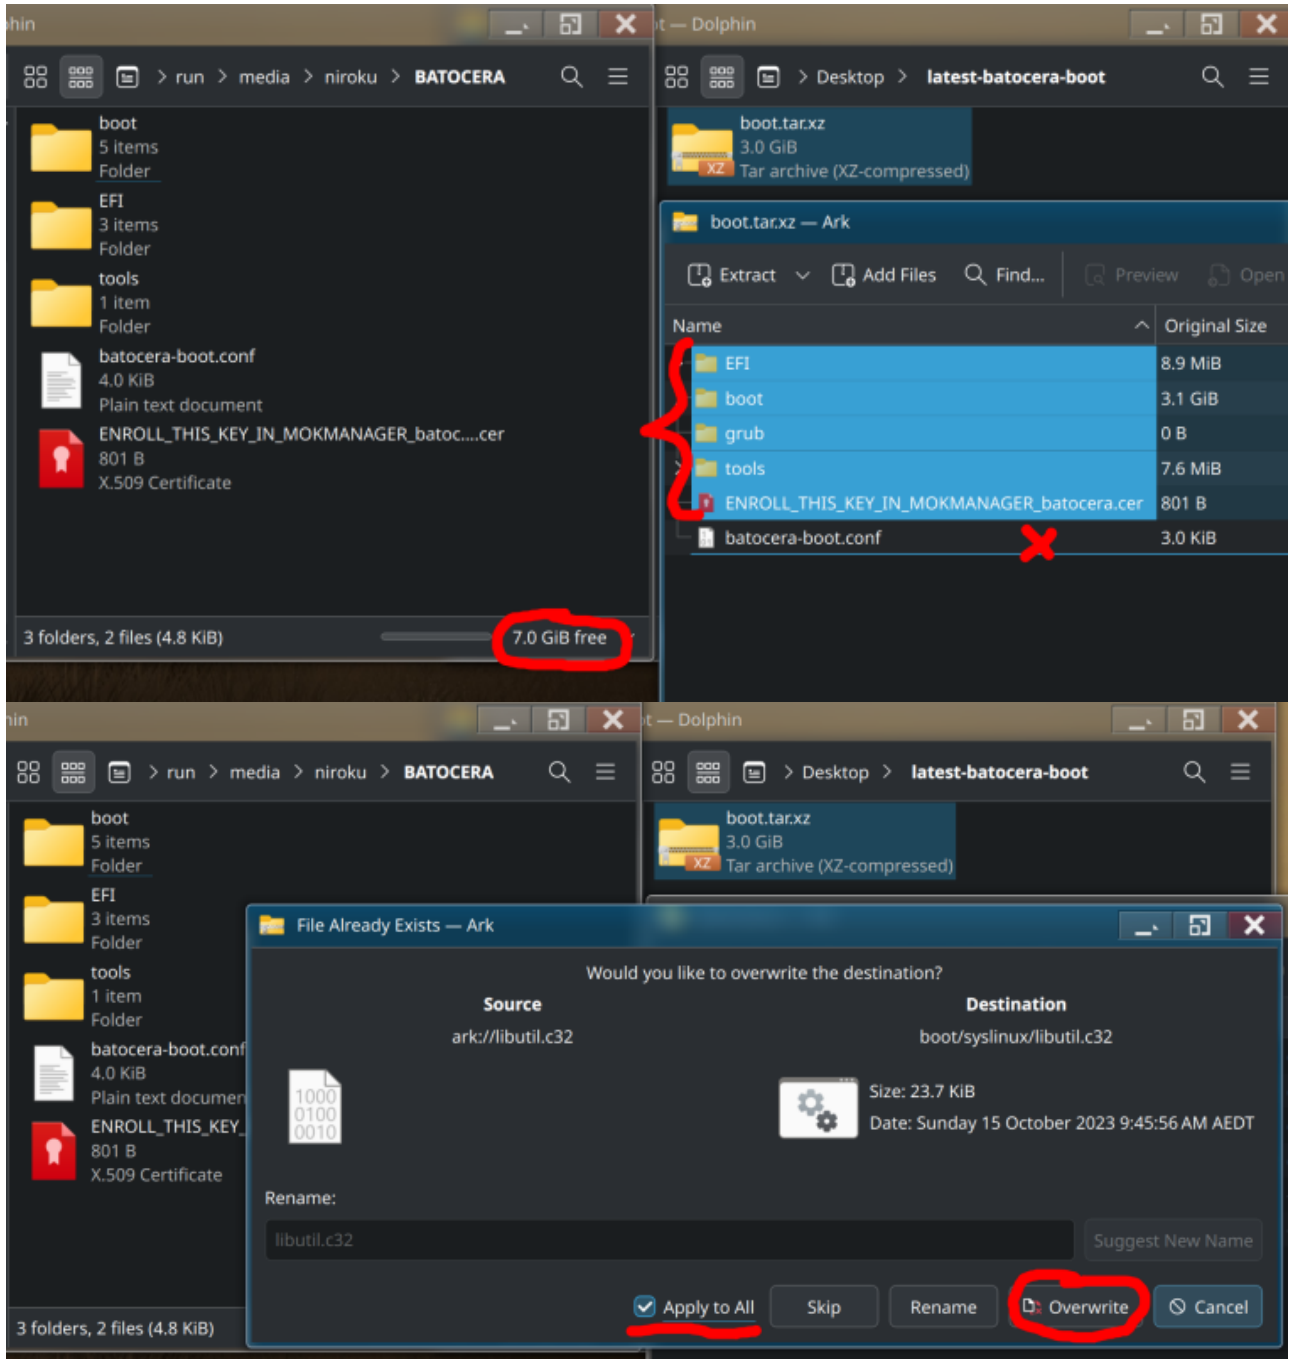 hin
> run > media > niroku > BATOCERA
boot
5 items
Folder
EFI
3 items
Folder
tools
1 item
Folder
batocera-boot.conf
4.0 KiB
Plain text document
ENROLL_THIS_KEY_IN_MOKMANAGER_batoc....cer
801 B
X.509 Certificate
3 folders, 2 files (4.8 KiB)
7.0 GiB free
t — Dolphin
> Desktop > latest-batocera-boot
boot.tar.xz
3.0 GiB
XZ
Tar archive (XZ-compressed)
boot.tar.xz — Ark
Extract
Add Files
Find...
Preview
Open
Name
Original Size
EFI
8.9 MiB
boot
3.1 GiB
grub
0 B
tools
7.6 MiB
ENROLL_THIS_KEY_IN_MOKMANAGER_batocera.cer
801 B
batocera-boot.conf
3.0 KiB
hin
> run > media > niroku > BATOCERA
boot
5 items
Folder
EFI
3 items
Folder
tools
1 item
Folder
batocera-boot.conf
4.0 KiB
Plain text documen
ENROLL_THIS_KEY_
801 B
X.509 Certificate
3 folders, 2 files (4.8 KiB)
t — Dolphin
> Desktop > latest-batocera-boot
boot.tar.xz
3.0 GiB
XZ
Tar archive (XZ-compressed)
File Already Exists — Ark
Would you like to overwrite the destination?
Source
Destination
ark://libutil.c32
boot/syslinux/libutil.c32
1000
0100
0010
Size: 23.7 KiB
Date: Sunday 15 October 2023 9:45:56 AM AEDT
Rename:
libutil.c32
Suggest New Name
Apply to All
Skip
Rename
Overwrite
Cancel